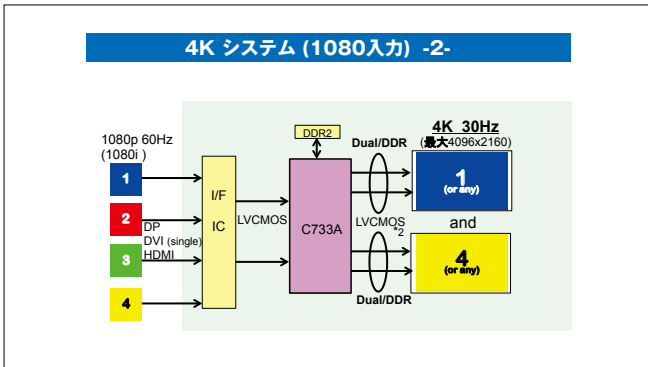 4K システム (1080入力) -2-
1080p 60Hz
(1080i )
1
2
3
4
DP
DVI (single)
HDMI
I/F
IC
LVCMOS
DDR2
C733A
Dual/DDR
LVCMOS
*2
Dual/DDR
4K 30Hz
(最大4096x2160)
1
(or any)
and
4
(or any)